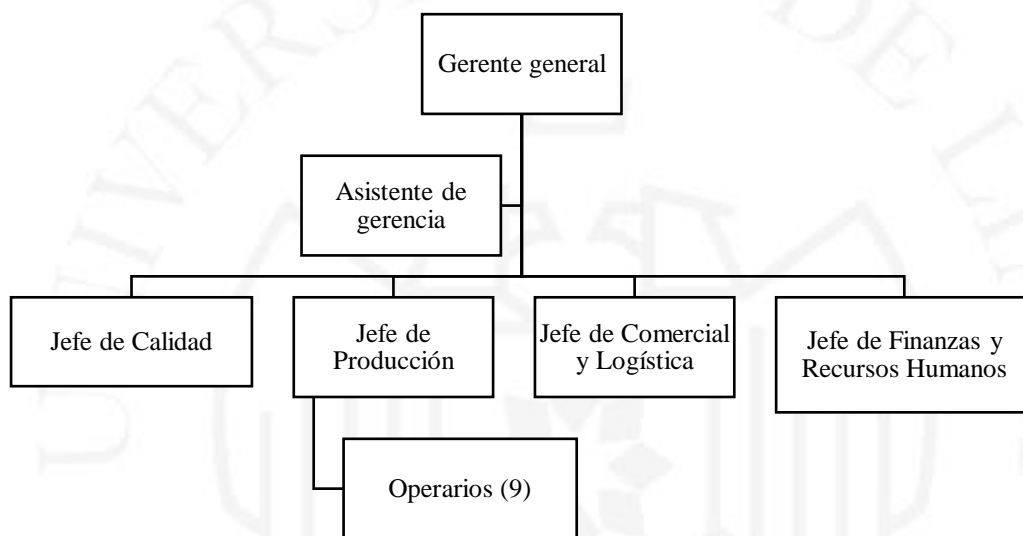 Gerente general
Asistente de
gerencia
Jefe de Calidad
Jefe de
Producción
Jefe de Comercial
y Logística
Jefe de Finanzas y
Recursos Humanos
Operarios (9)